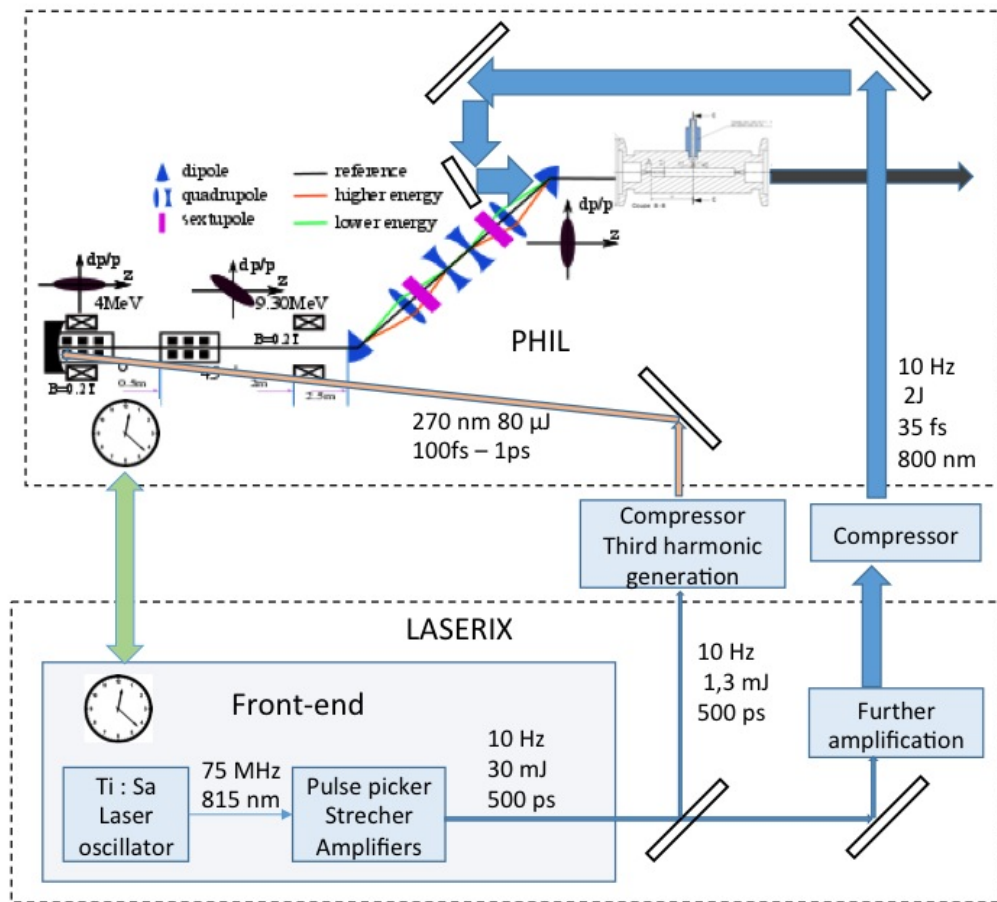 dipole
quadrupole
sextupole
reference
higher energy
lower energy
dp/p
z
4MeV
B=0.2T
0.5m
dp/p
z
9.30MeV
B=0.2T
2m
2.5m
dp/p
z
PHIL
270 nm 80 µJ
100fs – 1ps
10 Hz
2J
35 fs
800 nm
Compressor
Third harmonic
generation
Compressor
LASERIX
Front-end
Ti : Sa
Laser
oscillator
75 MHz
815 nm
Pulse picker
Strecher
Amplifiers
10 Hz
30 mJ
500 ps
10 Hz
1,3 mJ
500 ps
Further
amplification